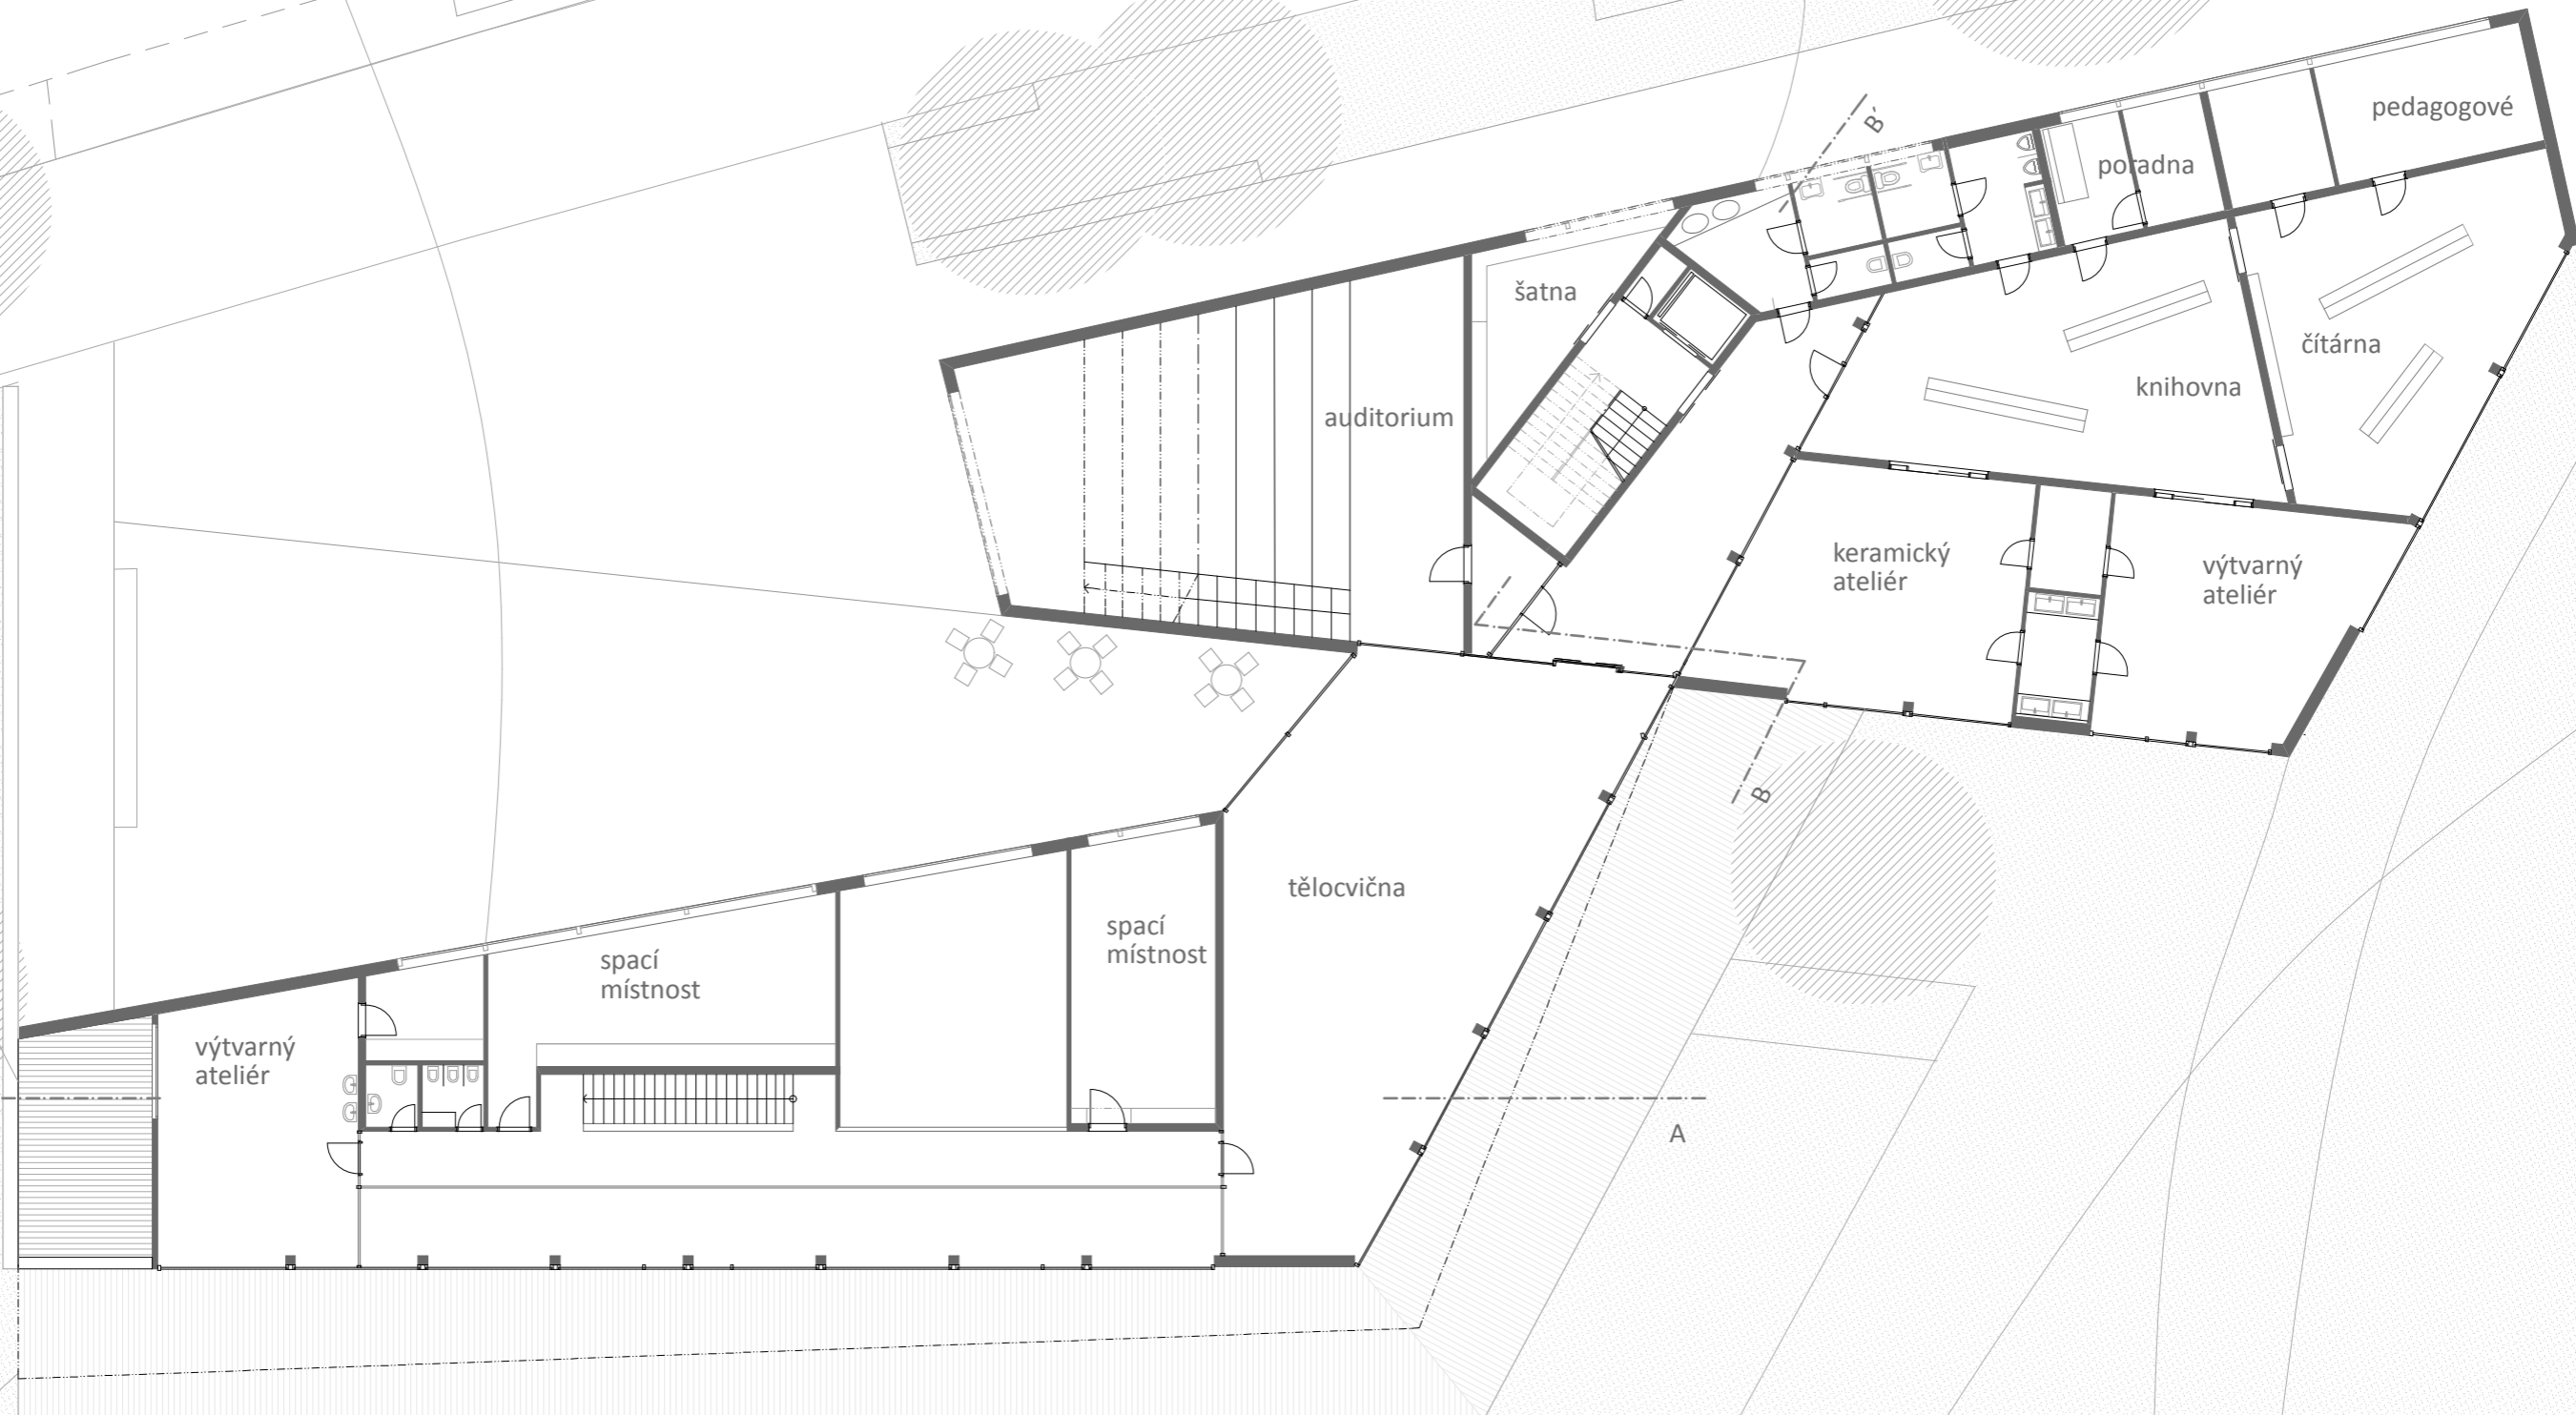 pedagogové
B'
poradna
šatna
čítárna
knihovna
auditorium
keramický
ateliér
výtvarný
ateliér
B
tělocvična
spací
místnost
spací
místnost
výtvarný
ateliér
A